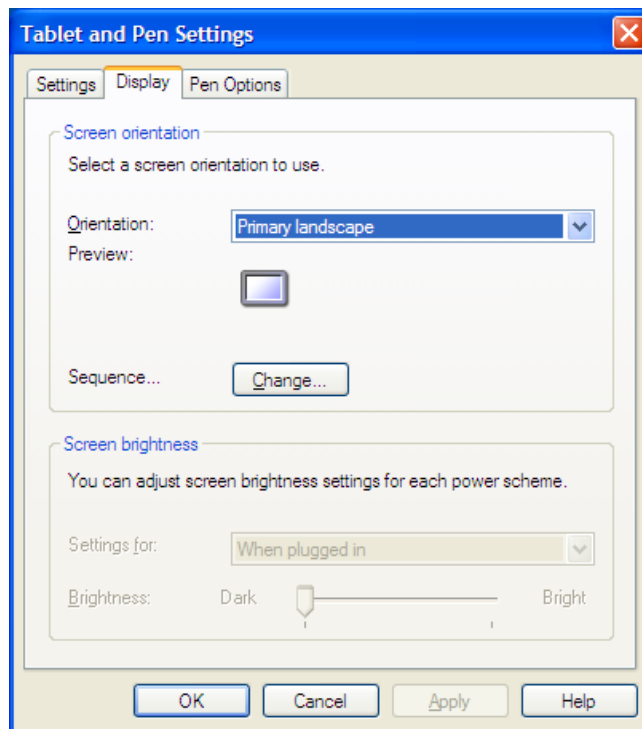 Tablet and Pen Settings
Settings Display Pen Options
Screen orientation
Select a screen orientation to use.
Orientation: Primary landscape
Preview:
Sequence... Change...
Screen brightness
You can adjust screen brightness settings for each power scheme.
Settings for: When plugged in
Brightness: Dark Bright
OK Cancel Apply Help